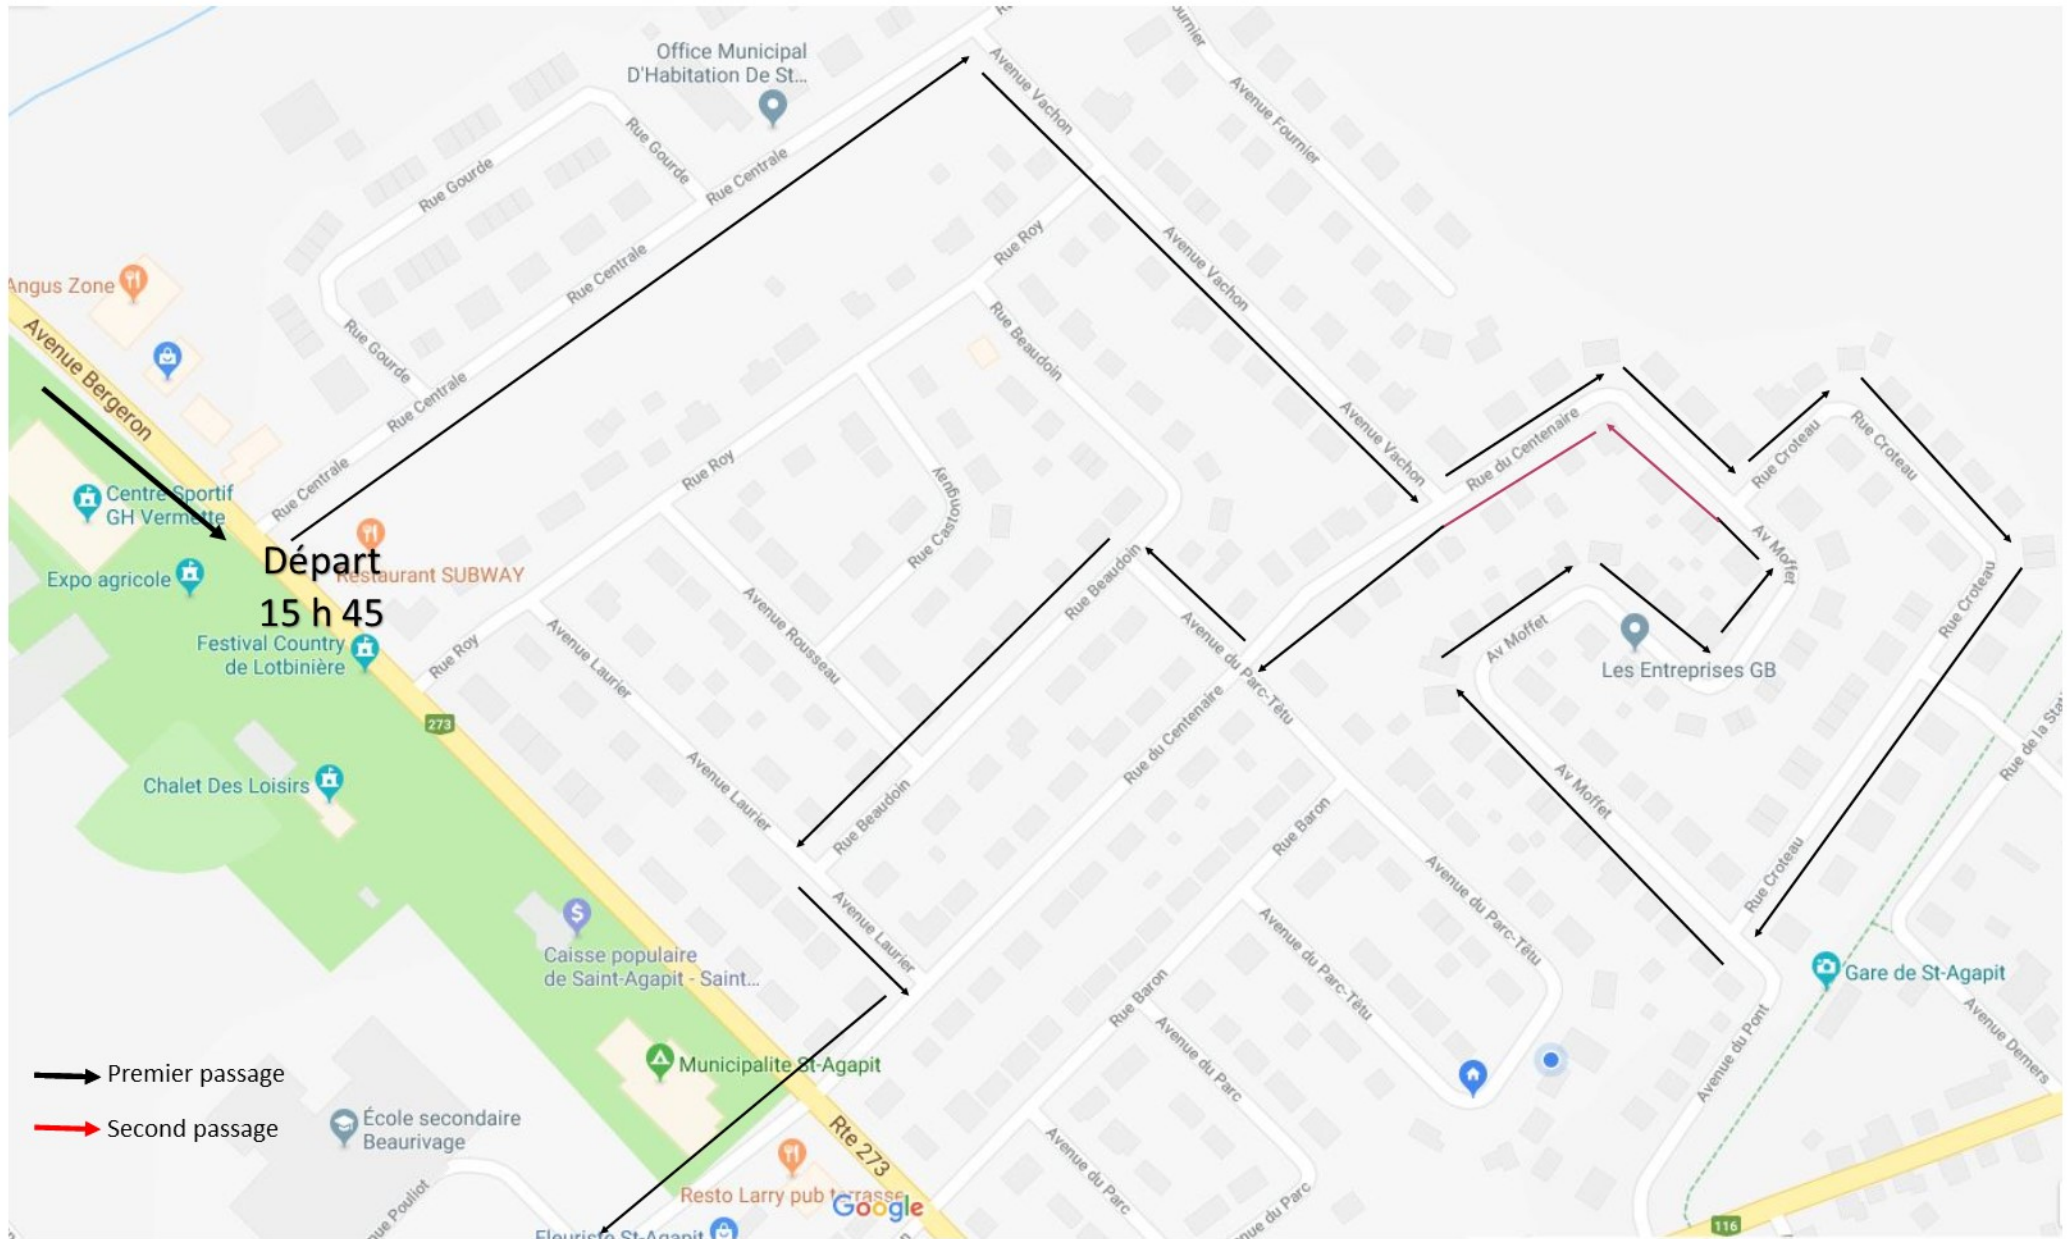 Office Municipal
D'Habitation De St...
Avenue Vachon
Avenue Fournier
Rue Gourde
Rue Gourde
Rue Centrale
Rue Roy
Avenue Vachon
Rue Centrale
Angus Zone
Avenue Bergeron
Rue Gourde
Rue Beaudoin
Rue Centrale
Avenue Vachon
Rue du Centenaire
Rue Croteau
Rue Croteau
Rue Roy
Rue Castonguay
Rue Centrale
Centre Sportif
GH Vermette
Départ
15 h 45
Restaurant SUBWAY
Expo agricole
Av Moffet
Rue Beaudoin
Rue Croteau
Festival Country
de Lotbinière
Rue Roy
Avenue Laurier
Avenue Rousseau
Avenue du Parc-Têtu
Av Moffet
Les Entreprises GB
273
Rue du Centenaire
Chalet Des Loisirs
Avenue Laurier
Rue Beaudoin
Rue Baron
Av Moffet
Rue Croteau
Avenue du Parc-Têtu
Avenue Laurier
Caisse populaire
de Saint-Agapit - Saint...
Avenue du Parc-Têtu
Rue Baron
Gare de St-Agapit
Avenue du Pont
Avenue Demers
Municipalite St-Agapit
Avenue du Parc
Premier passage
Second passage
École secondaire
Beaurivage
Rte 273
Avenue du Parc
Resto Larry pub terrasse
Google
Fleuriste St-Agapit
116